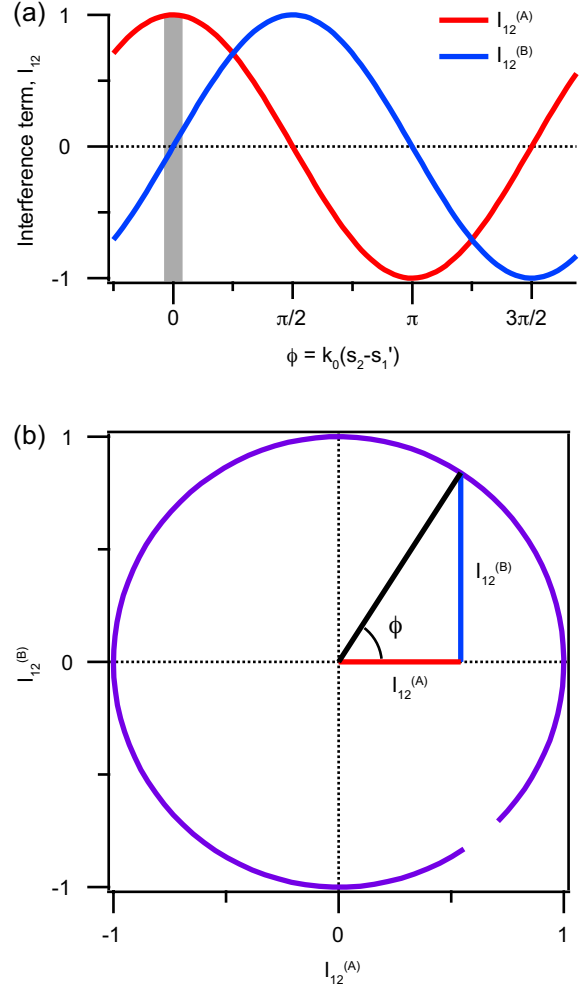 (a)
Interference term, I₁₂
1
0
-1
I₁₂⁽ᴬ⁾
I₁₂⁽ᴮ⁾
0
π/2
π
3π/2
ϕ = k₀(s₂-s₁')
(b)
I₁₂⁽ᴮ⁾
1
0
-1
ϕ
I₁₂⁽ᴮ⁾
I₁₂⁽ᴬ⁾
-1
0
1
I₁₂⁽ᴬ⁾